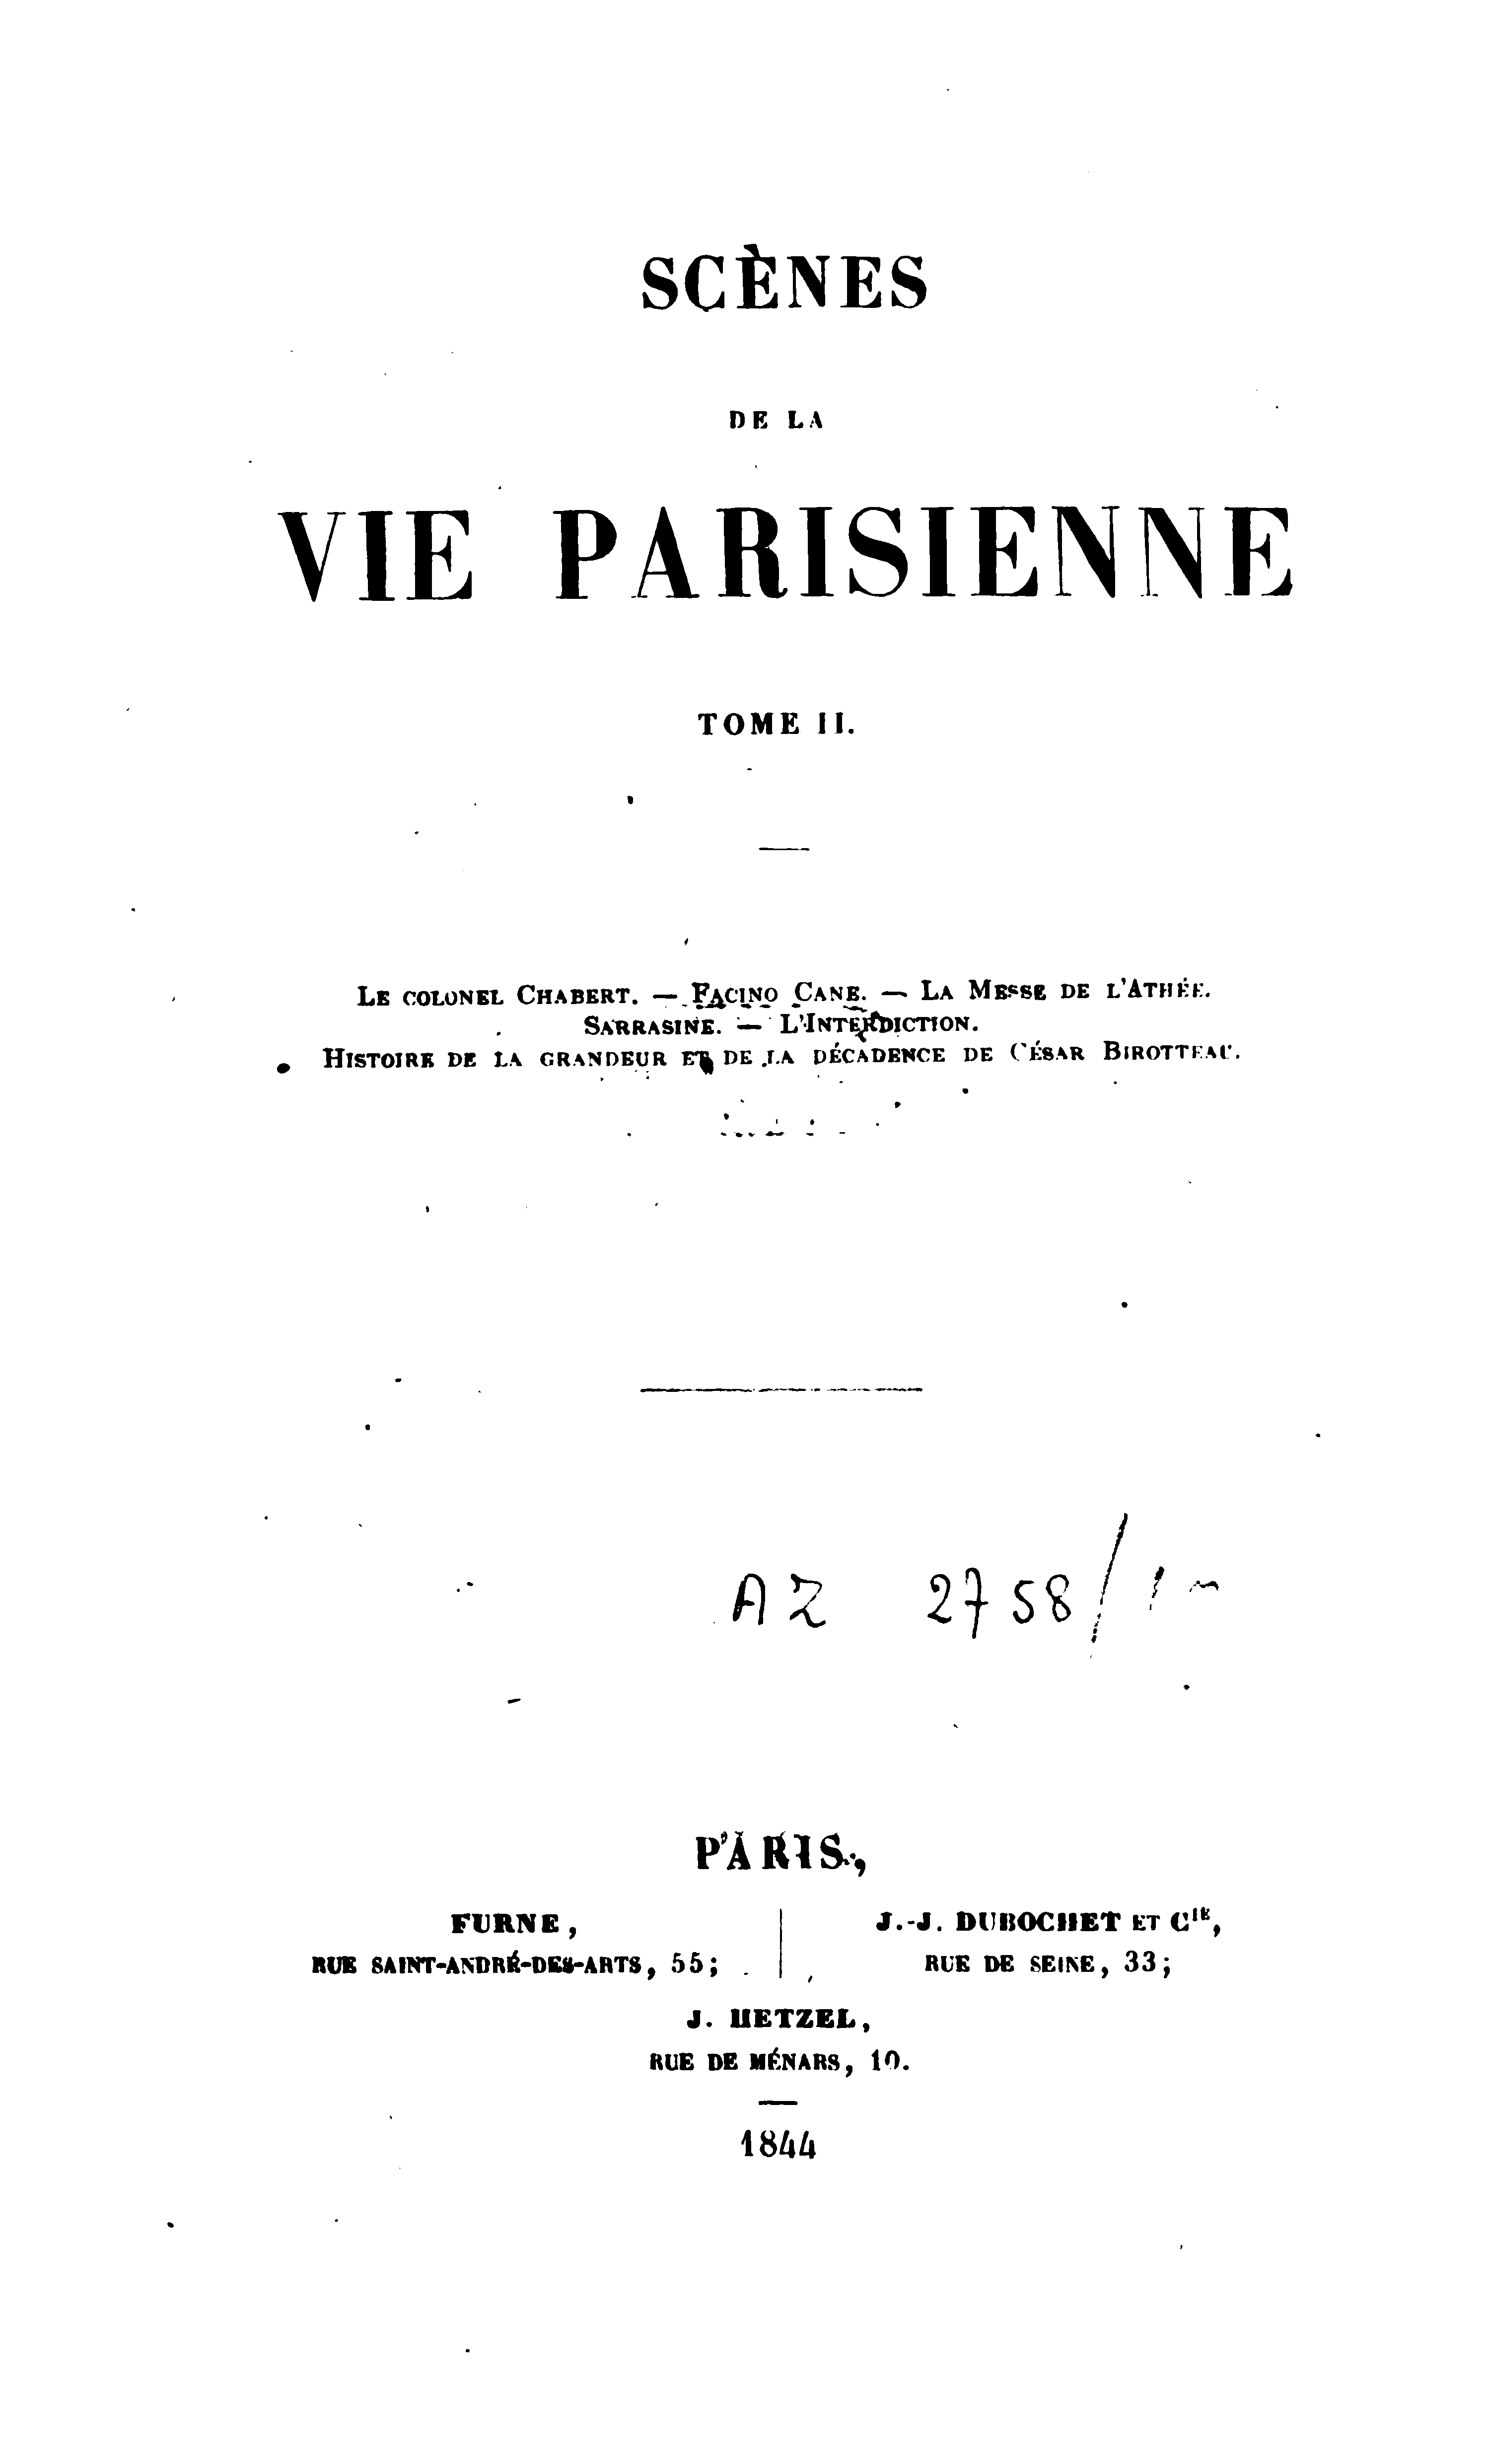 SCÈNES
DE LA
VIE PARISIENNE
TOME II.
LE COLONEL CHABERT. — FACINO CANE. — LA MESSE DE L'ATHÉE.
SARRASINE. — L'INTERDICTION.
HISTOIRE DE LA GRANDEUR ET DE LA DÉCADENCE DE CÉSAR BIROTTEAU.
AZ 2758/
PARIS,
FURNE,
RUE SAINT-ANDRÉ-DES-ARTS, 55;
J.-J. DUBOCHET ET CIE,
RUE DE SEINE, 33;
J. HETZEL,
RUE DE MÉNARS, 10.
1844